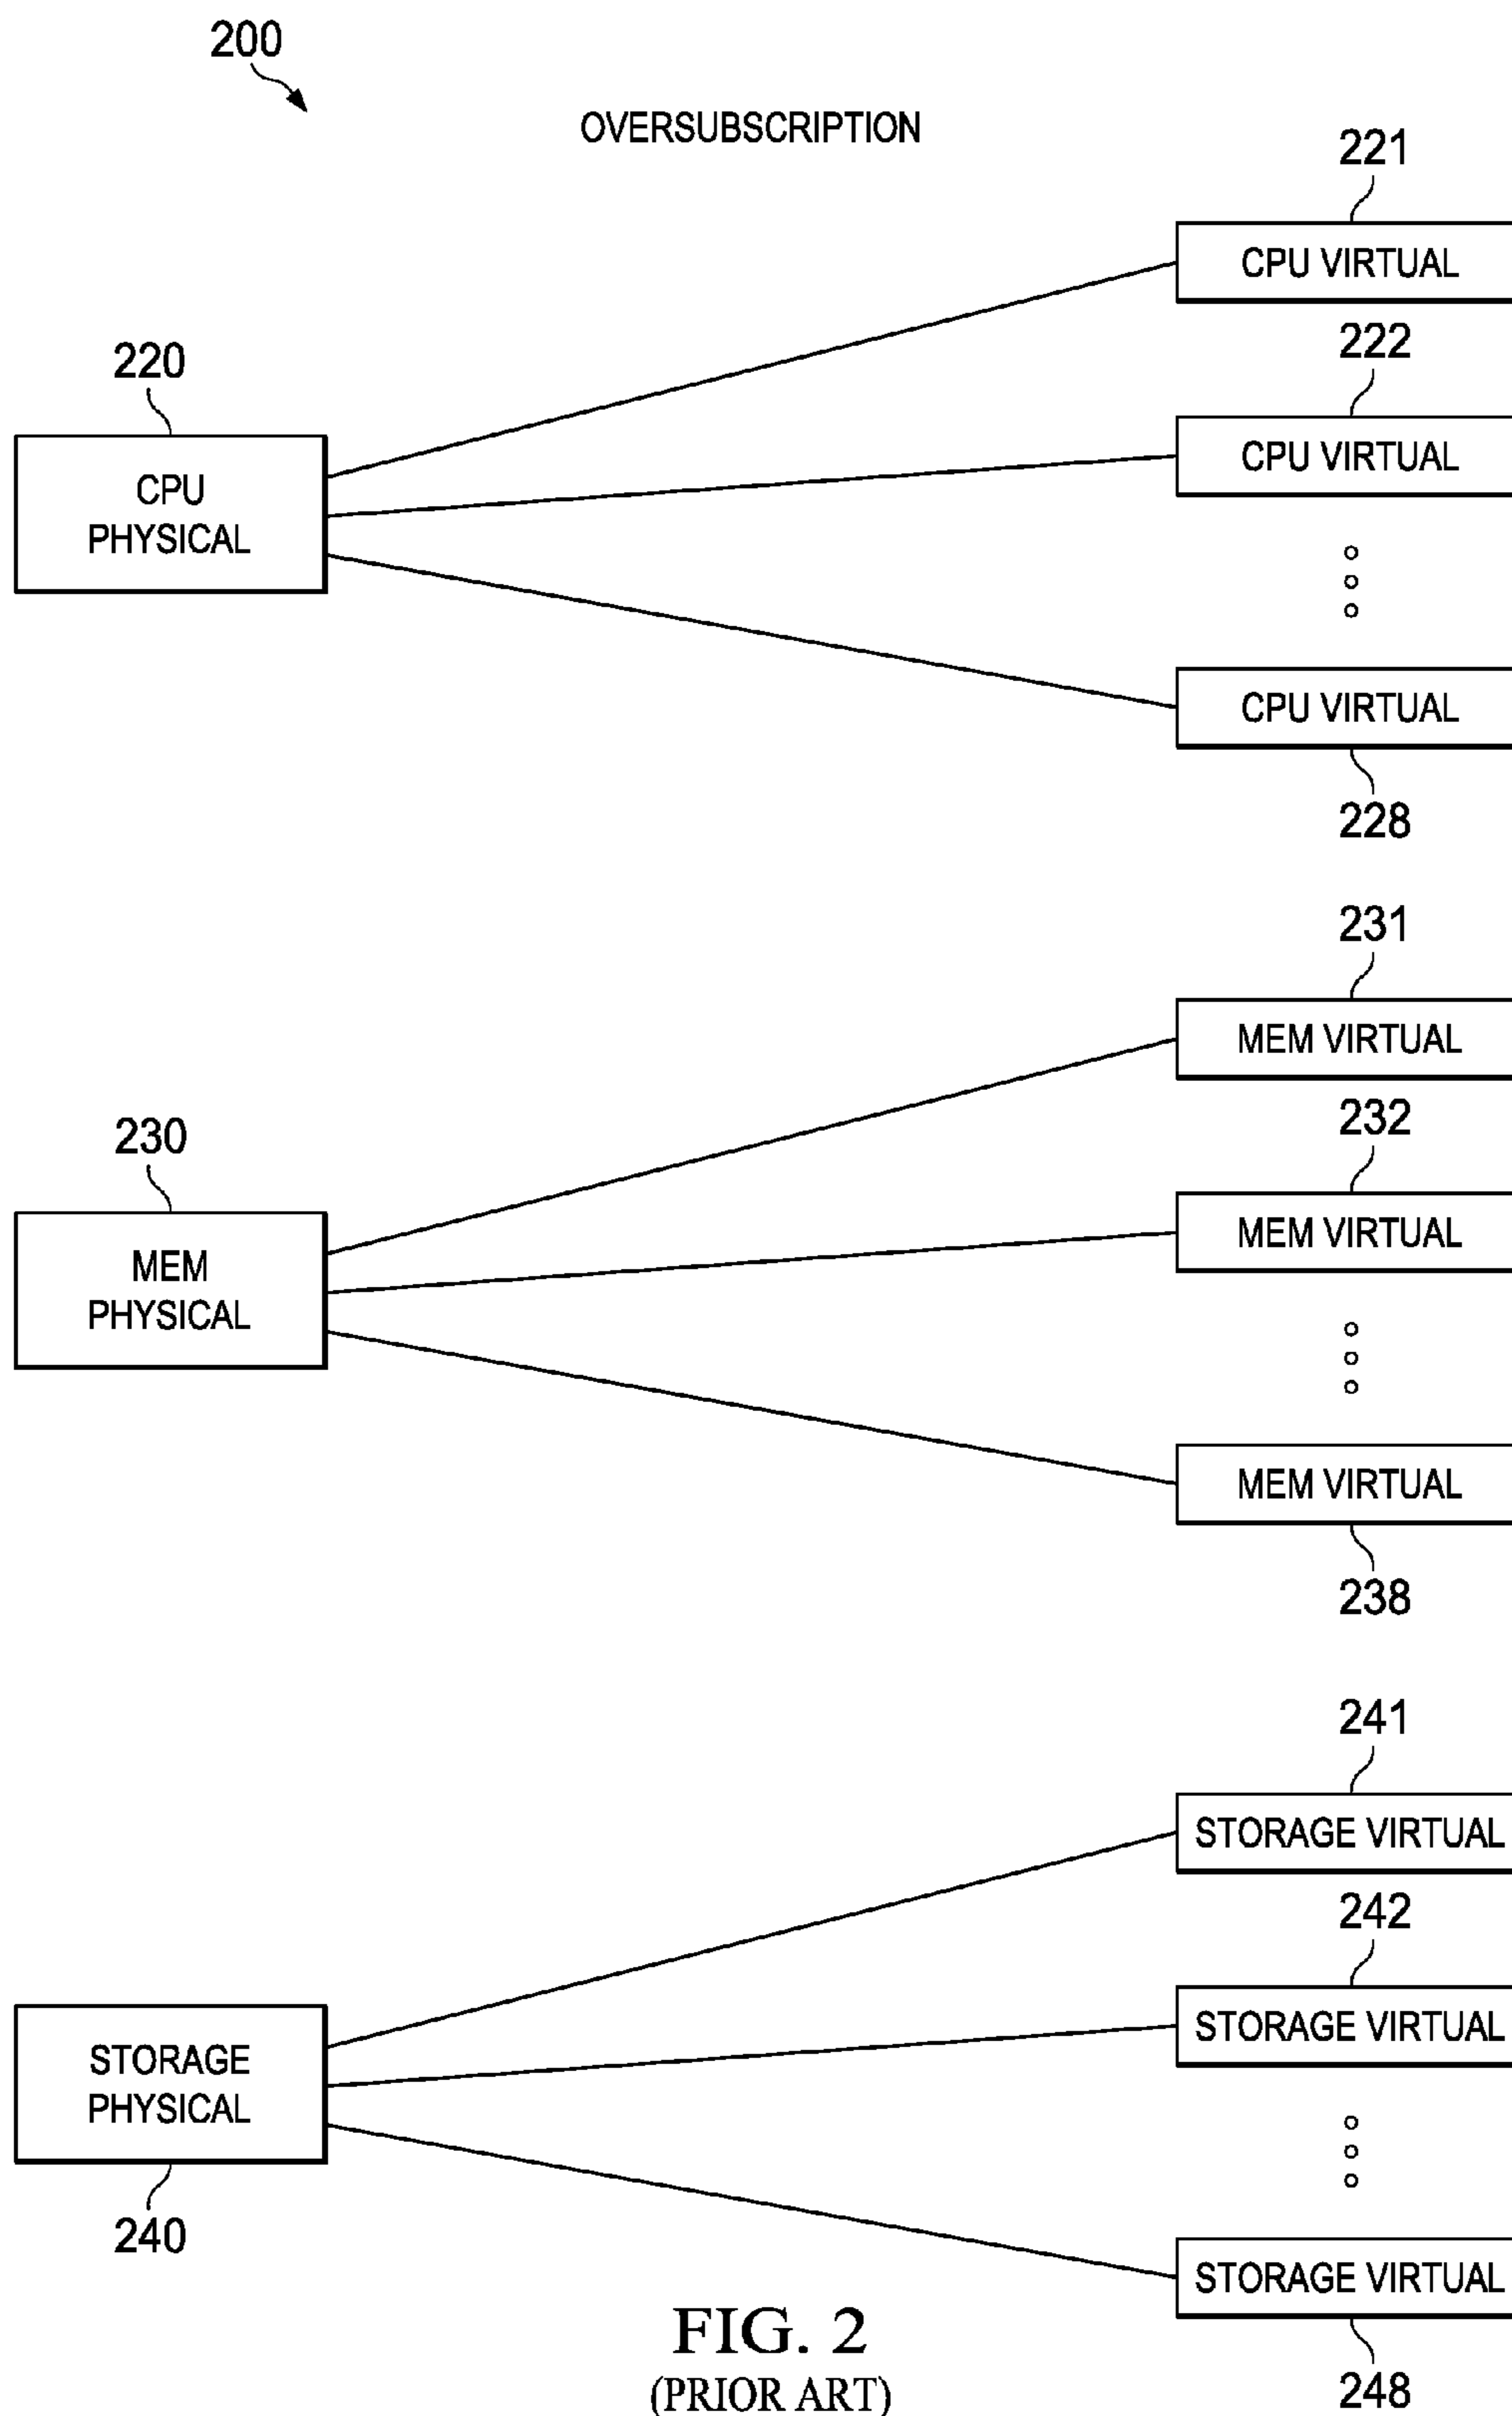 200
OVERSUBSCRIPTION
221
CPU VIRTUAL
222
CPU VIRTUAL
220
CPU
PHYSICAL
CPU VIRTUAL
228
231
MEM VIRTUAL
232
MEM VIRTUAL
230
MEM
PHYSICAL
MEM VIRTUAL
238
241
STORAGE VIRTUAL
242
STORAGE VIRTUAL
STORAGE
PHYSICAL
240
STORAGE VIRTUAL
248
FIG. 2
(PRIOR ART)